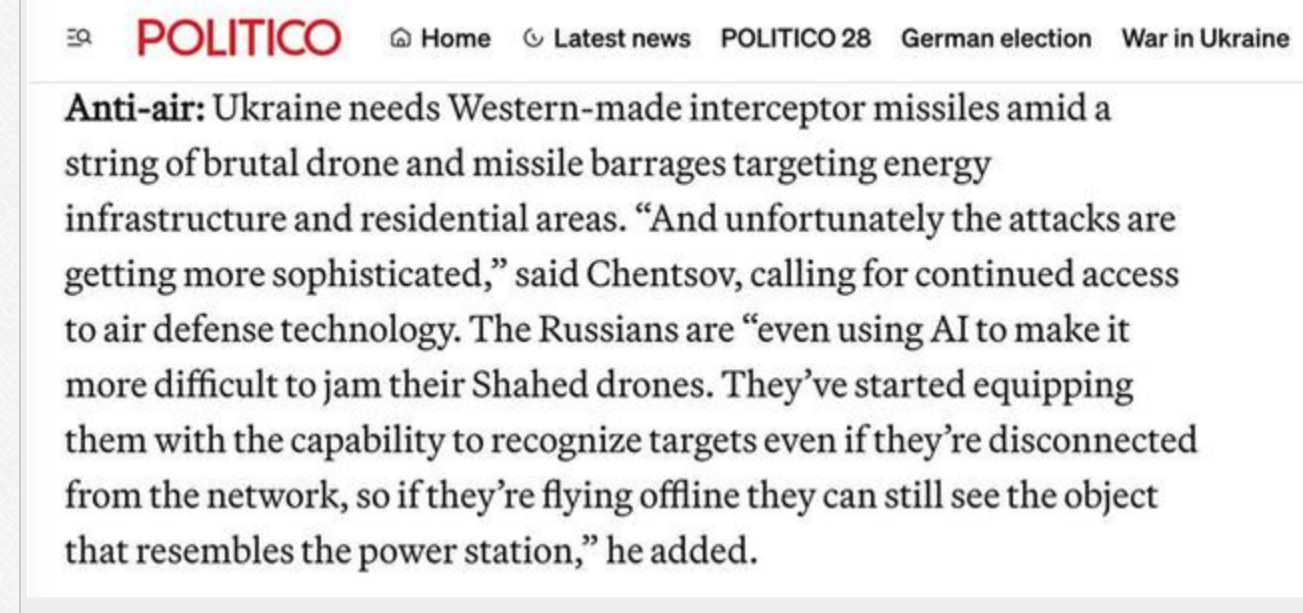 POLITICO Home Latest news POLITICO 28 German election War in Ukraine
Anti-air: Ukraine needs Western-made interceptor missiles amid a
string of brutal drone and missile barrages targeting energy
infrastructure and residential areas. “And unfortunately the attacks are
getting more sophisticated,” said Chentsov, calling for continued access
to air defense technology. The Russians are “even using AI to make it
more difficult to jam their Shahed drones. They’ve started equipping
them with the capability to recognize targets even if they’re disconnected
from the network, so if they’re flying offline they can still see the object
that resembles the power station,” he added.